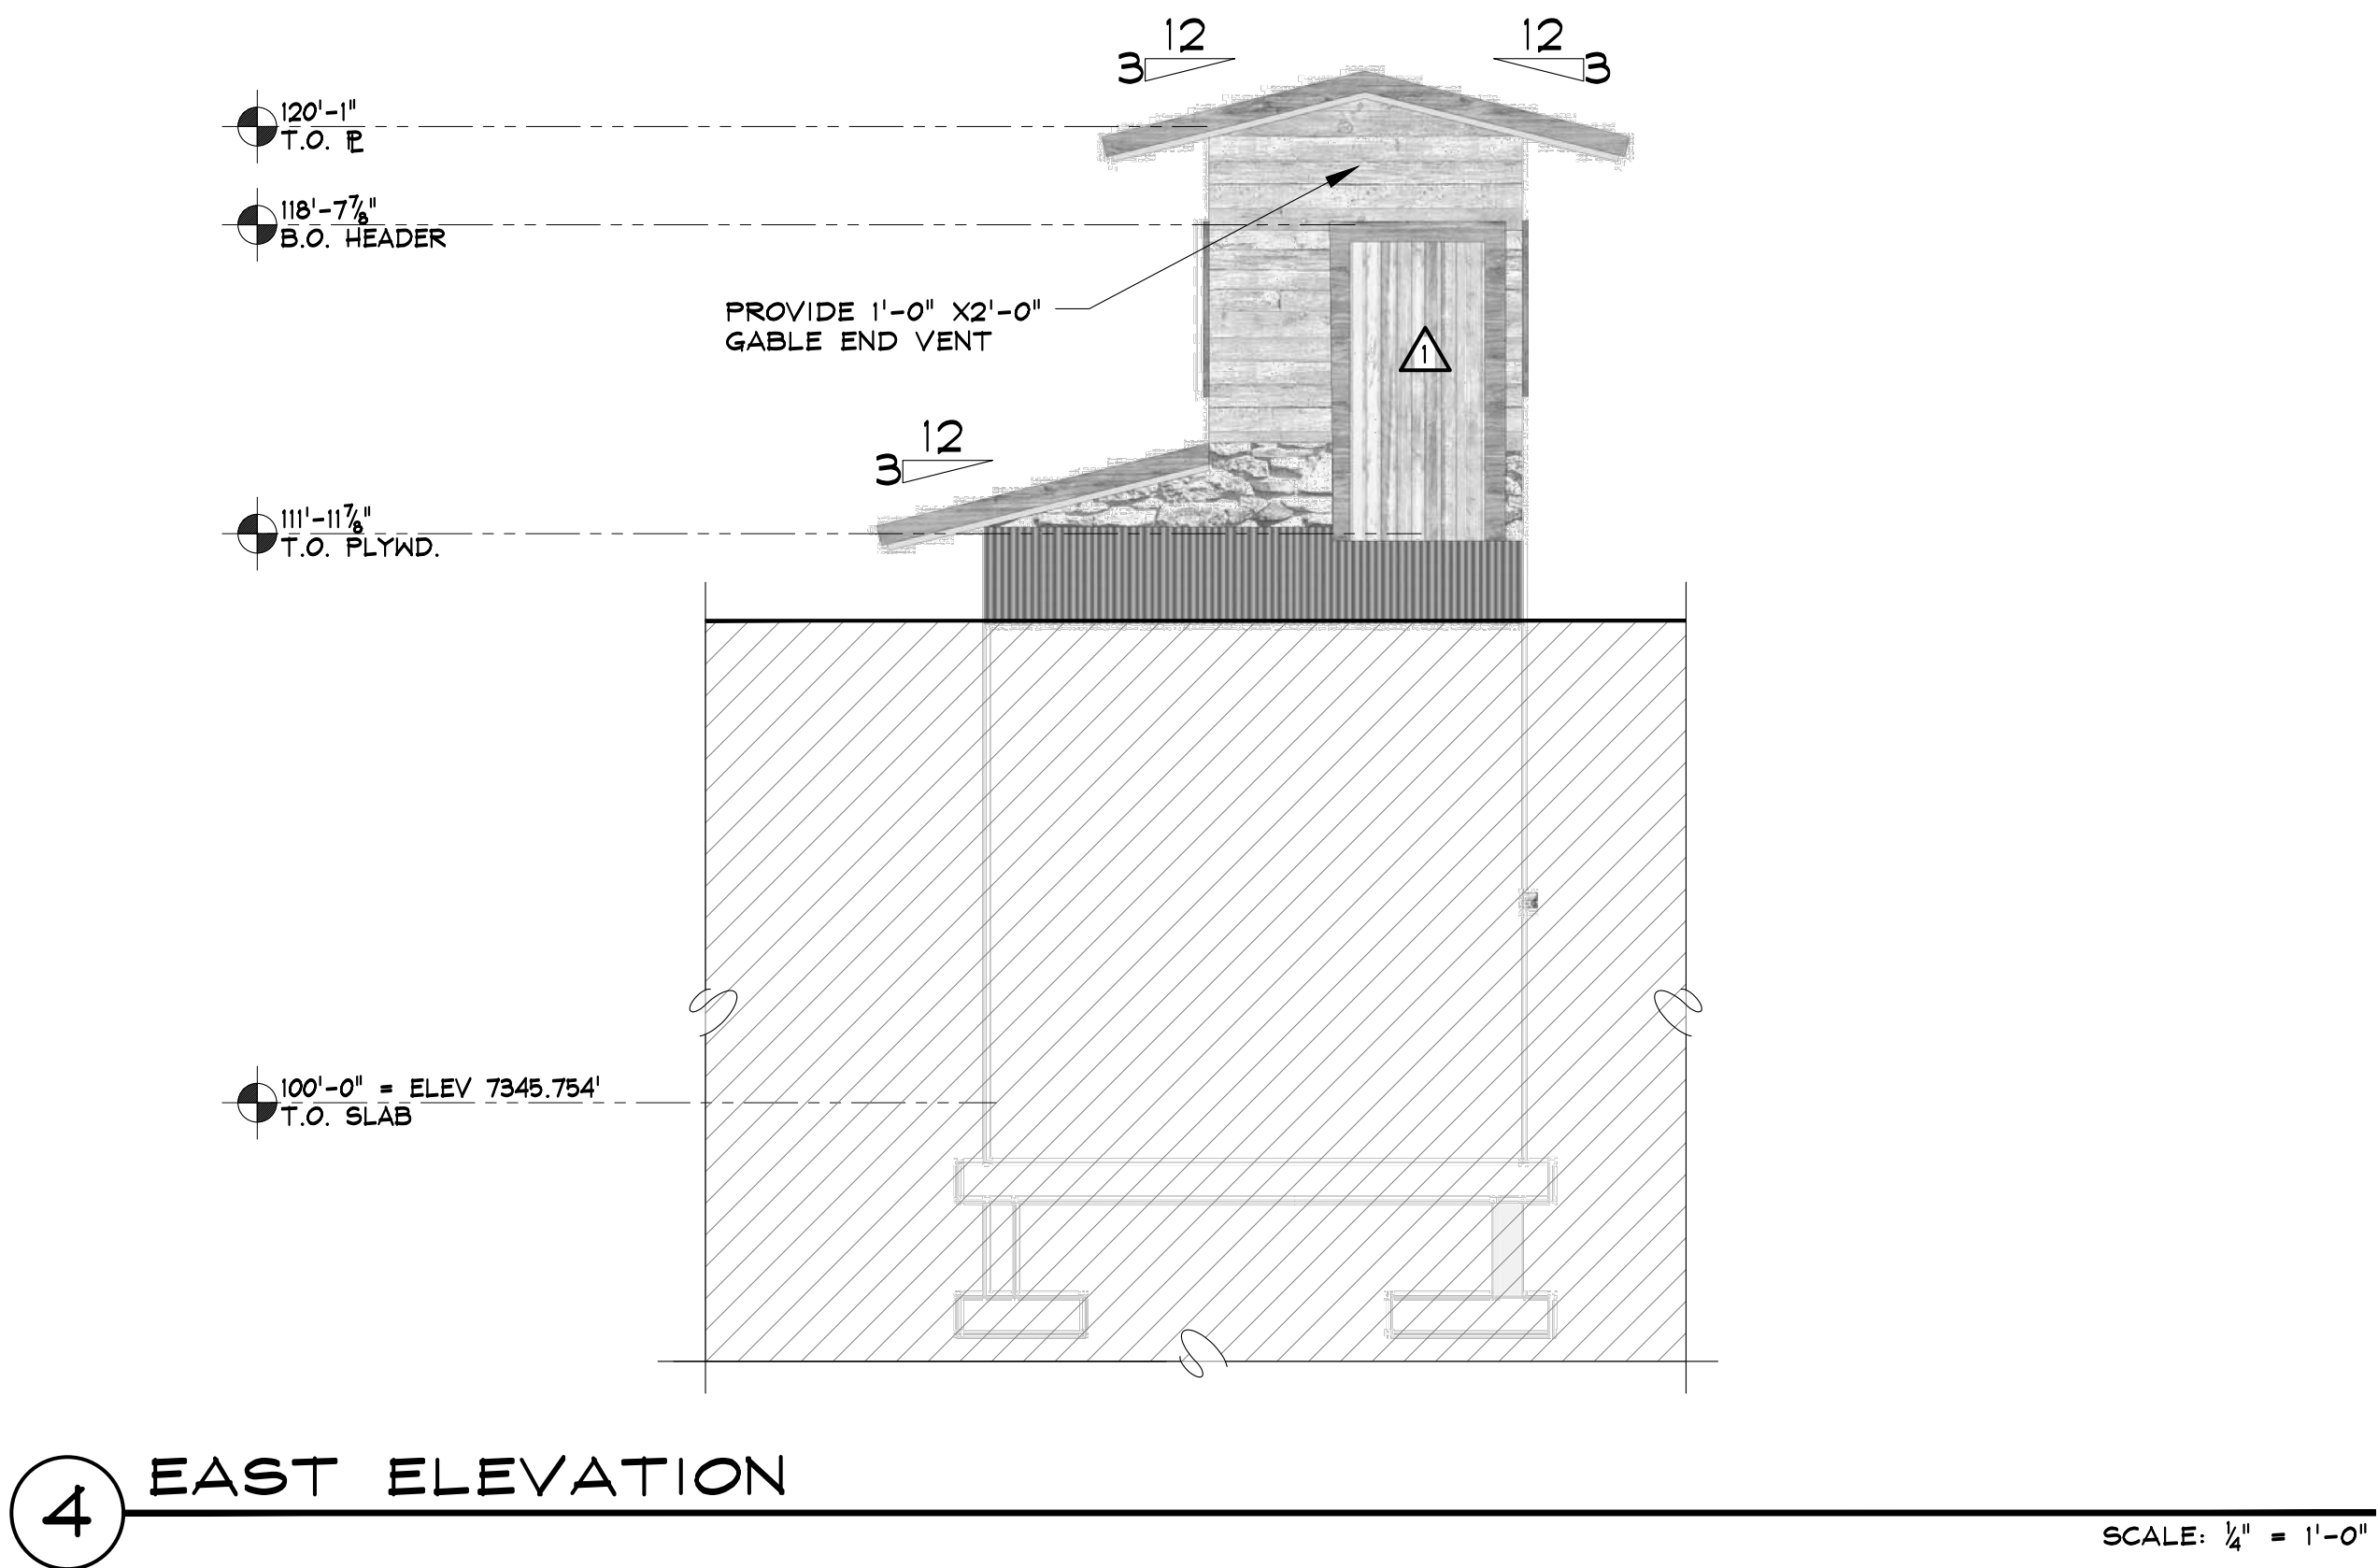 12
3
12
3
120'-1"
T.O. PL
118'-7⅞"
B.O. HEADER
PROVIDE 1'-0" X2'-0"
GABLE END VENT
1
12
3
111'-11⅞"
T.O. PLYWD.
100'-0" = ELEV 7345.754'
T.O. SLAB
4
EAST ELEVATION
SCALE: ¼" = 1'-0"